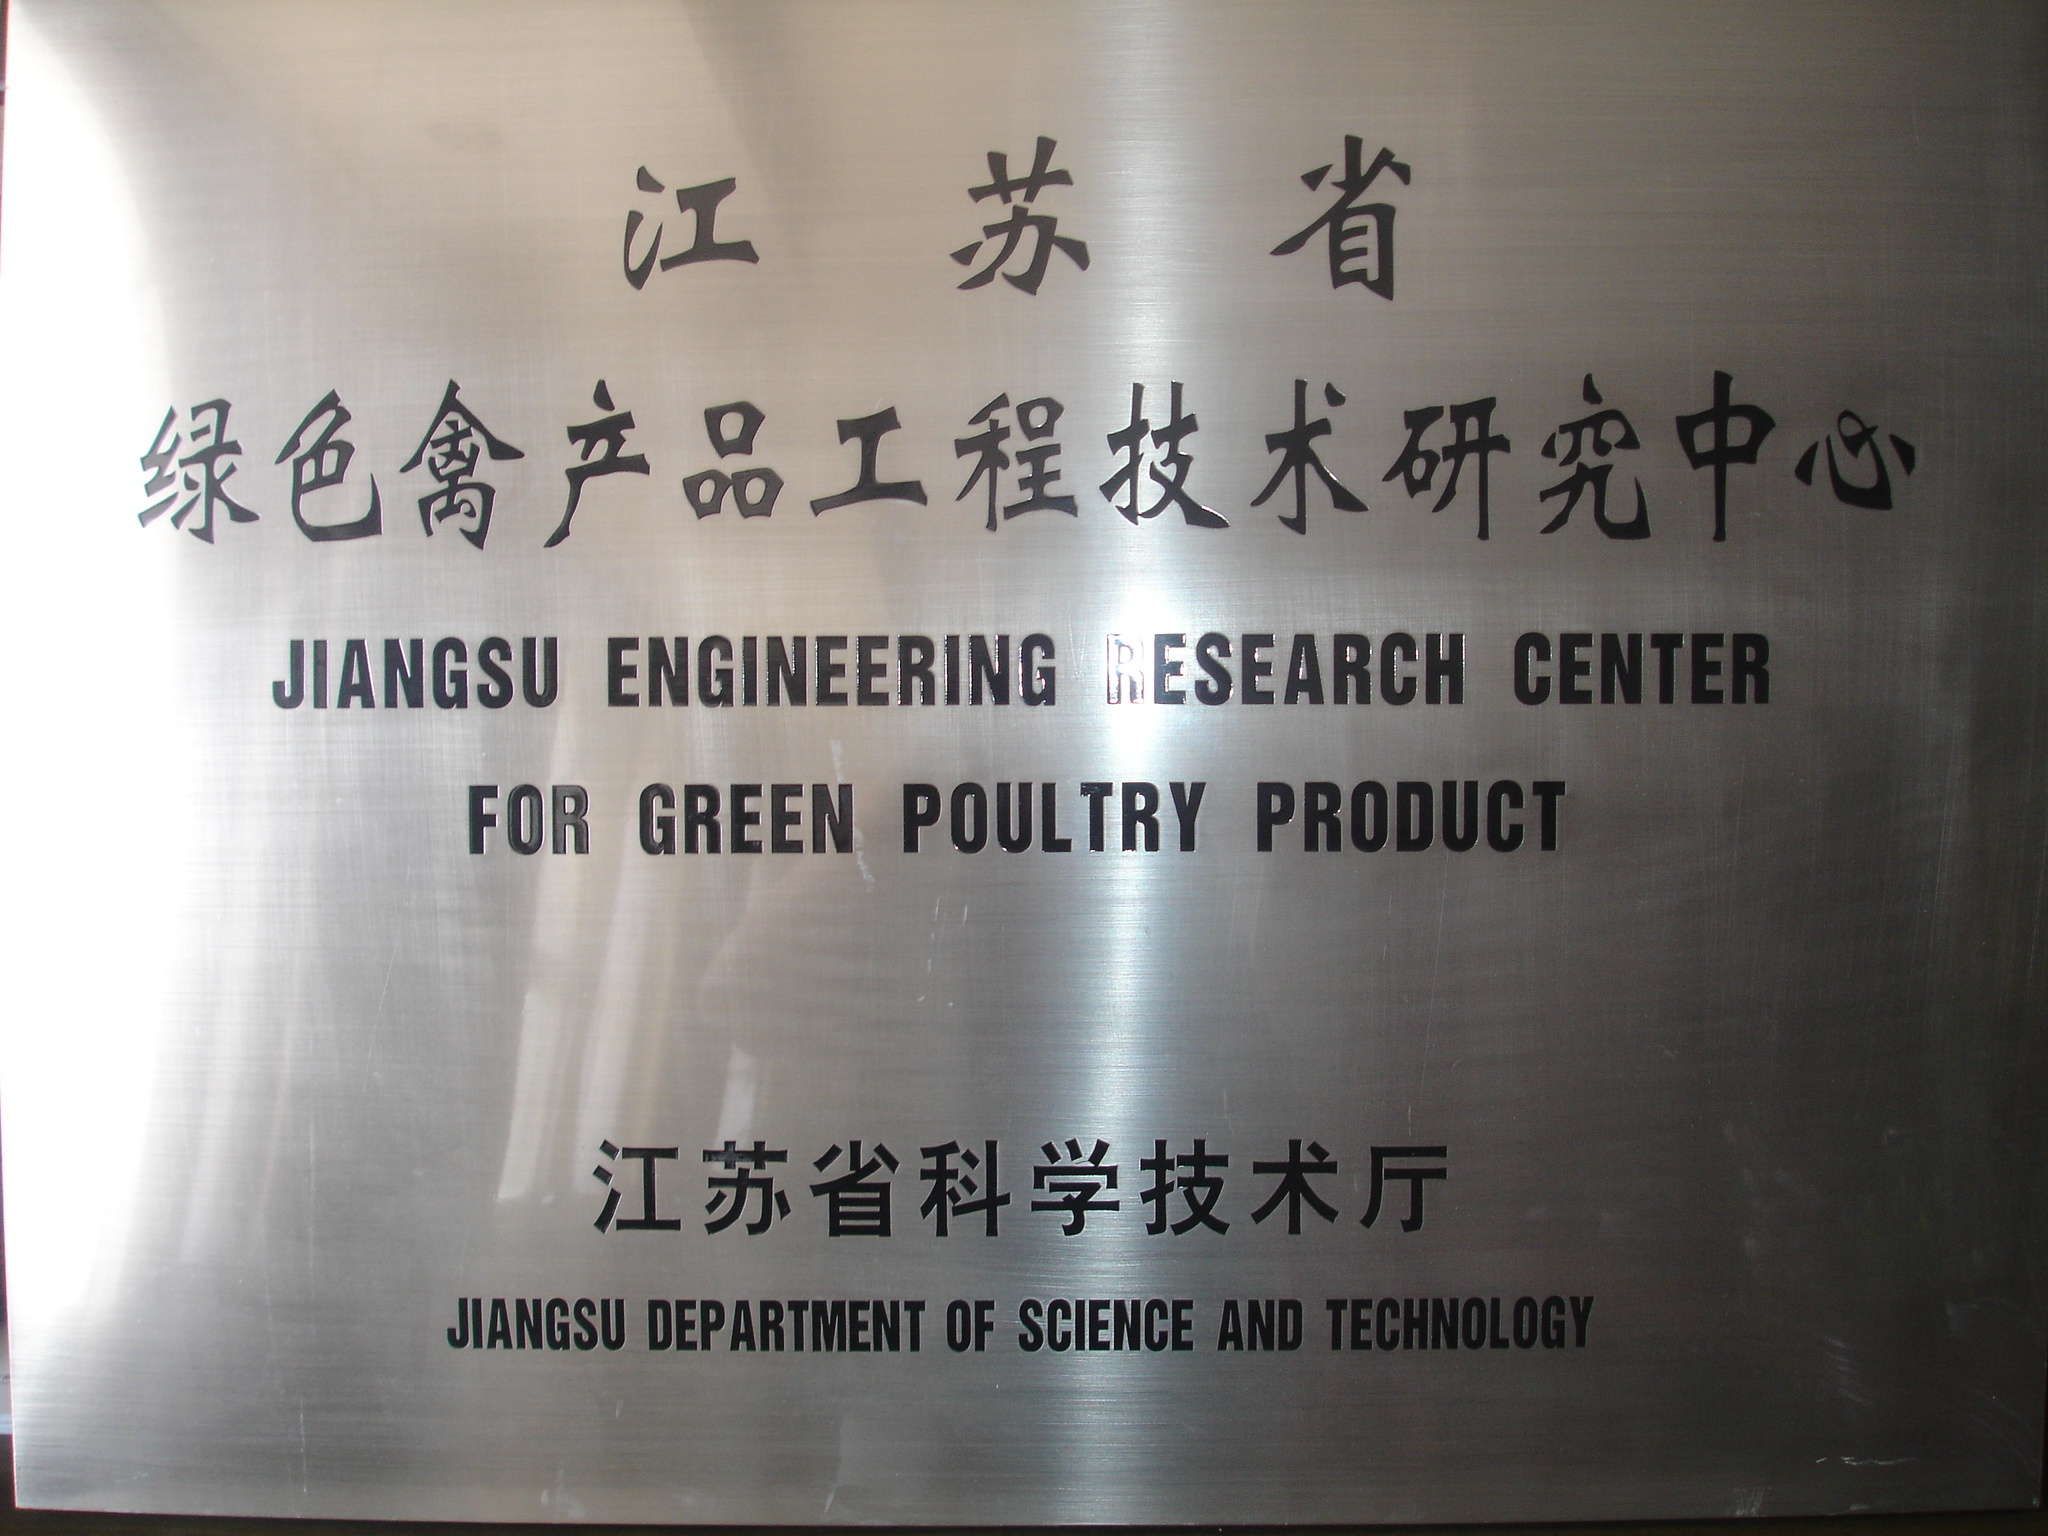 江苏省
绿色禽产品工程技术研究中心
JIANGSU ENGINEERING RESEARCH CENTER
FOR GREEN POULTRY PRODUCT
江苏省科学技术厅
JIANGSU DEPARTMENT OF SCIENCE AND TECHNOLOGY